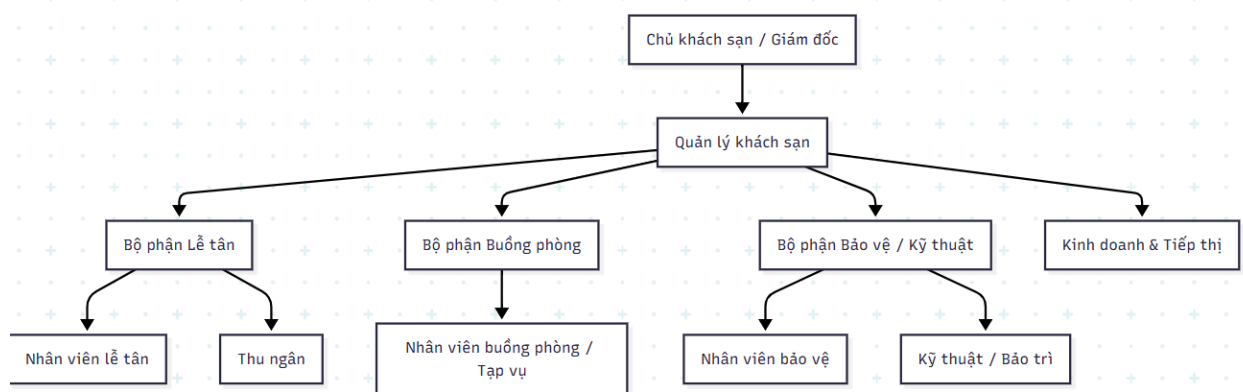 Chủ khách sạn / Giám đốc
Quản lý khách sạn
Bộ phận Lễ tân
Bộ phận Buồng phòng
Bộ phận Bảo vệ / Kỹ thuật
Kinh doanh & Tiếp thị
Nhân viên lễ tân
Thu ngân
Nhân viên buồng phòng /
Tạp vụ
Nhân viên bảo vệ
Kỹ thuật / Bảo trì